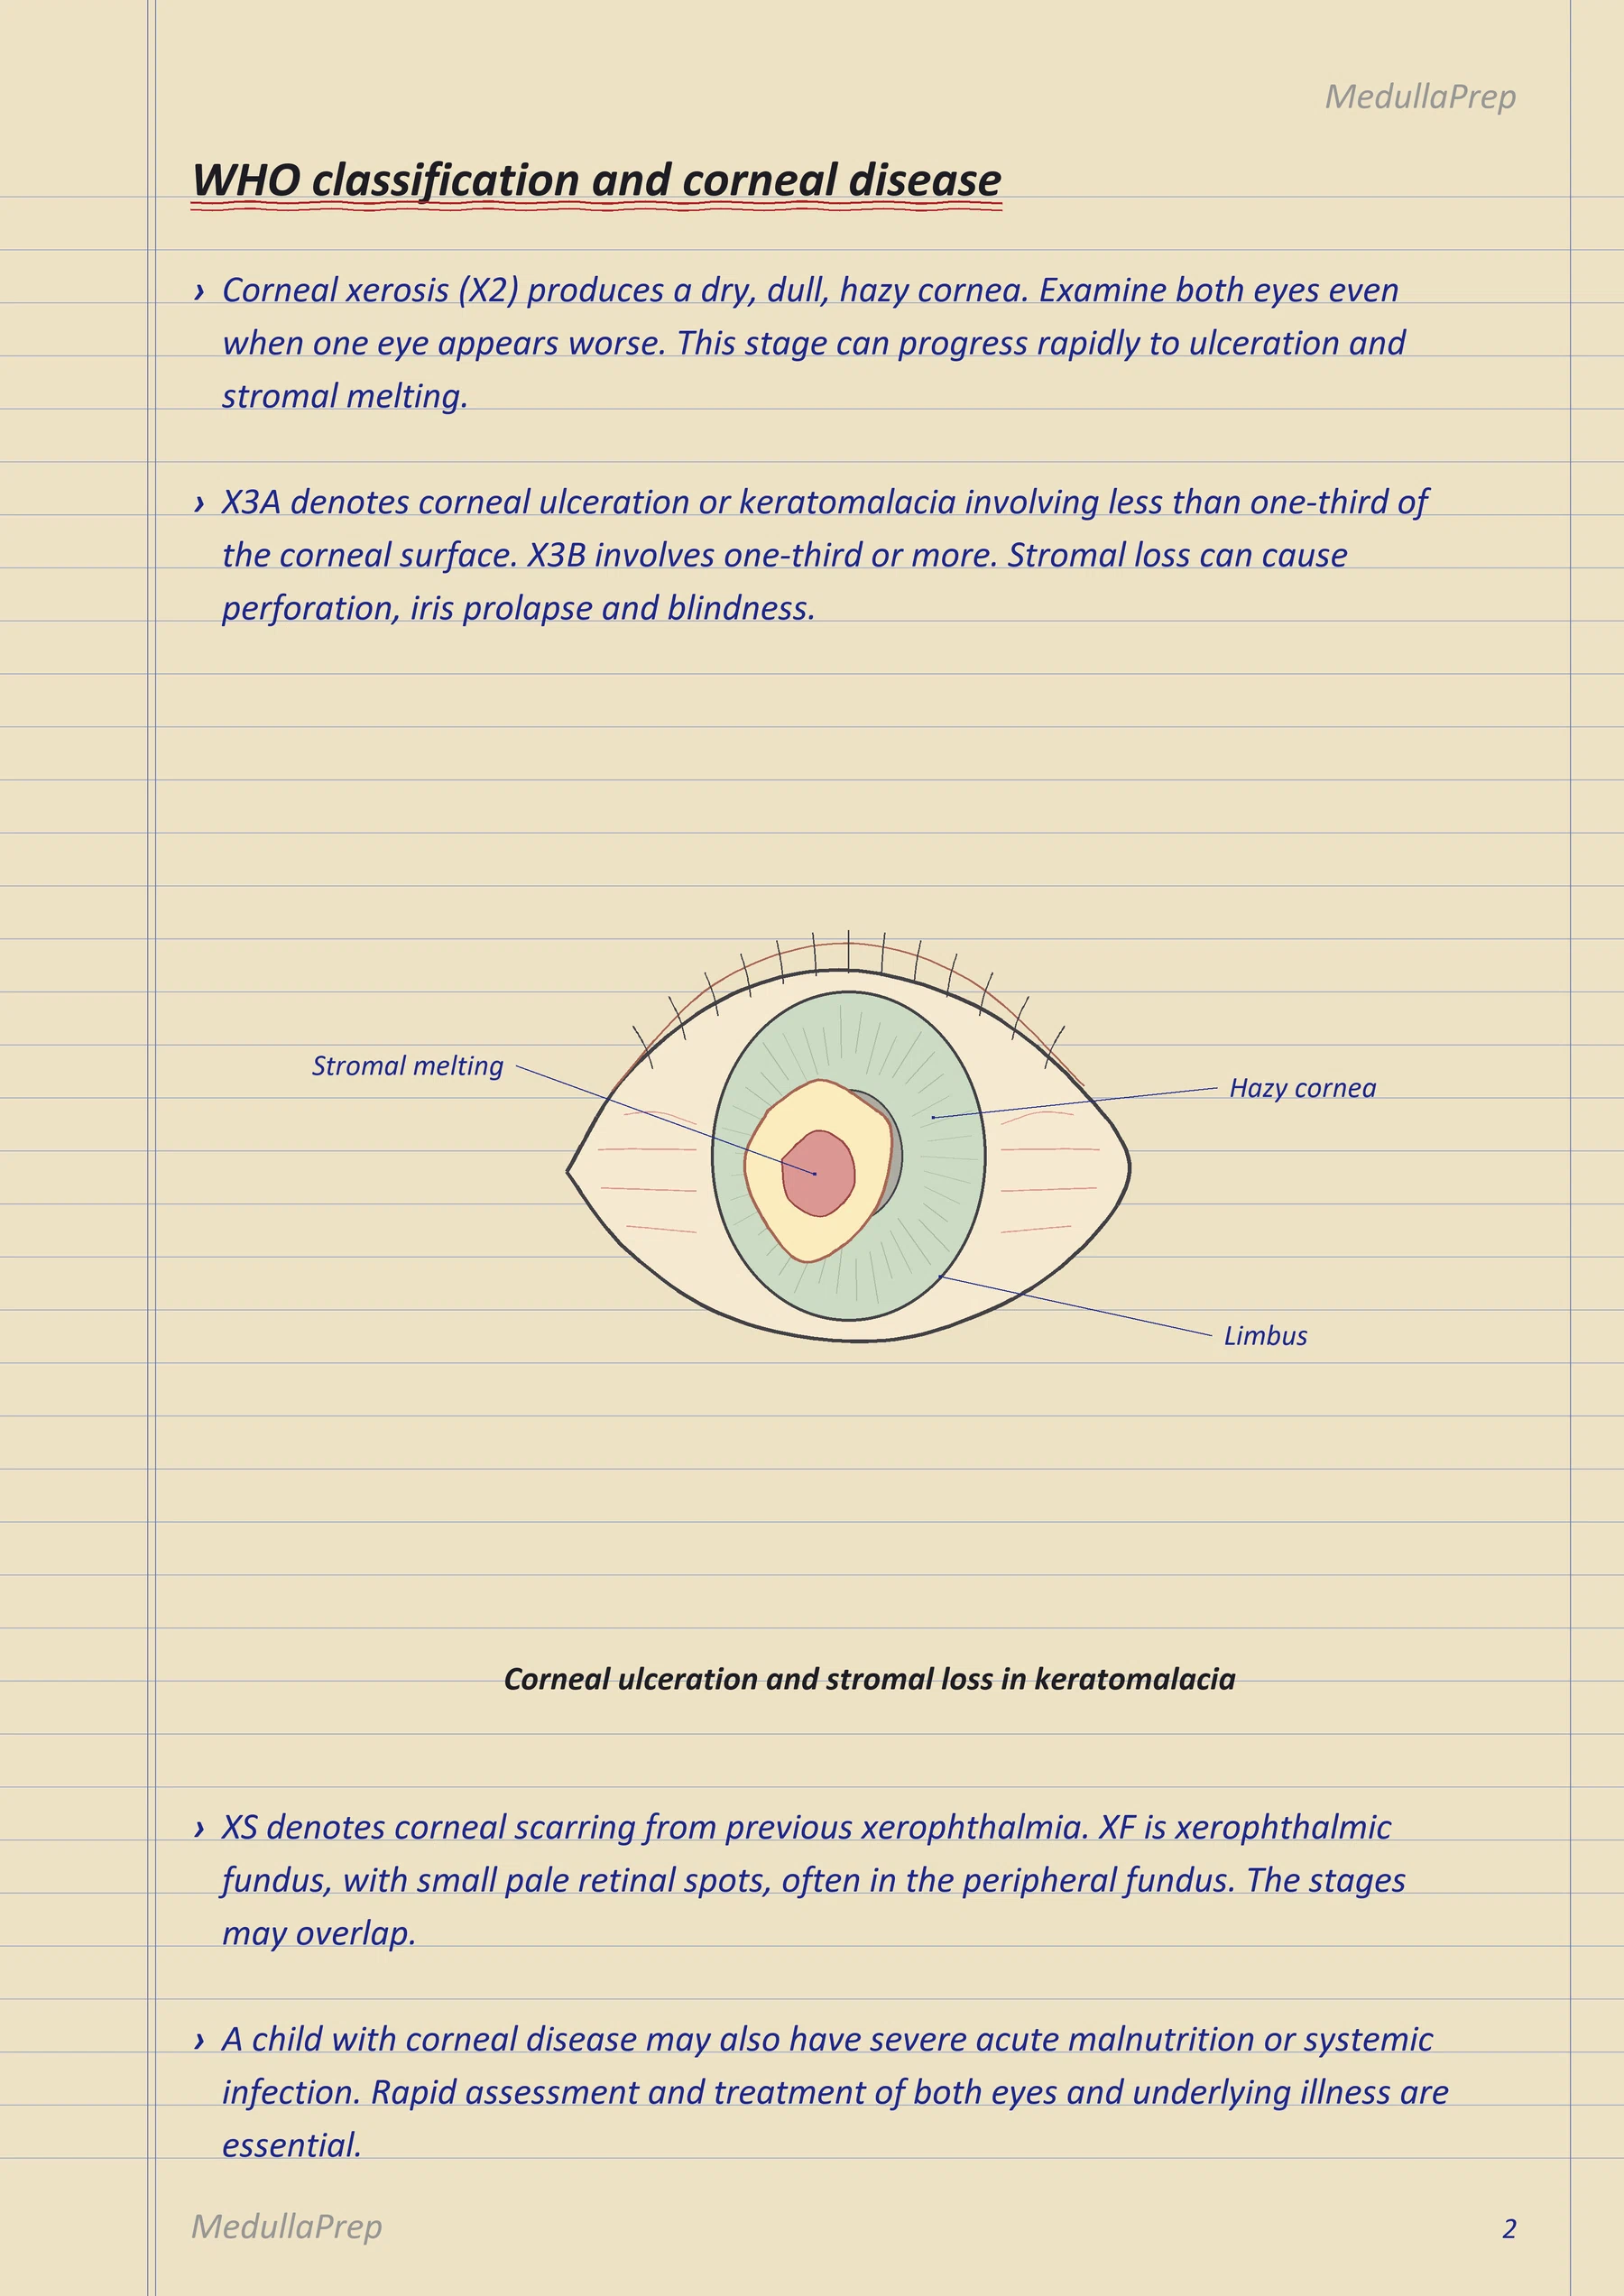 MedullaPrep
WHO classification and corneal disease
› Corneal xerosis (X2) produces a dry, dull, hazy cornea. Examine both eyes even
when one eye appears worse. This stage can progress rapidly to ulceration and
stromal melting.
› X3A denotes corneal ulceration or keratomalacia involving less than one-third of
the corneal surface. X3B involves one-third or more. Stromal loss can cause
perforation, iris prolapse and blindness.
Stromal melting
Hazy cornea
Limbus
Corneal ulceration and stromal loss in keratomalacia
› XS denotes corneal scarring from previous xerophthalmia. XF is xerophthalmic
fundus, with small pale retinal spots, often in the peripheral fundus. The stages
may overlap.
› A child with corneal disease may also have severe acute malnutrition or systemic
infection. Rapid assessment and treatment of both eyes and underlying illness are
essential.
MedullaPrep
2